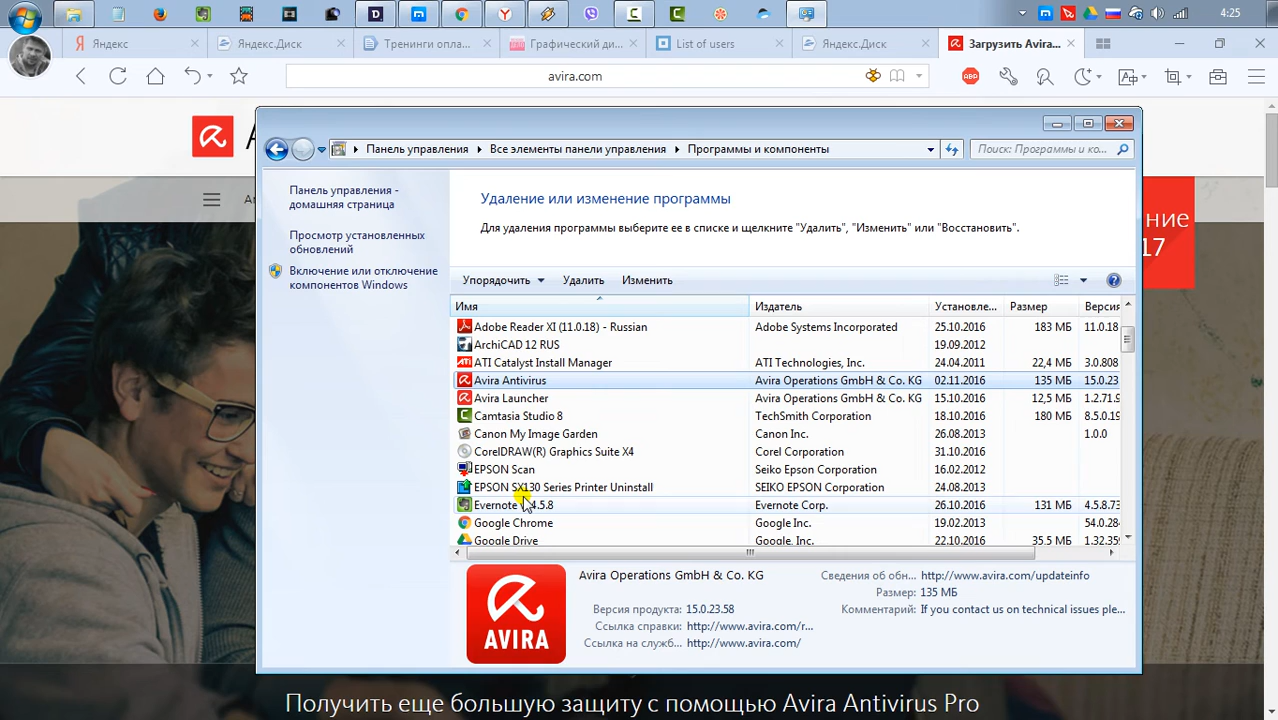 4:25
Яндекс
Яндекс.Диск
Тренинги опла...
Графический ди...
List of users
Яндекс.Диск
Загрузить Avira...
avira.com
ABP
Панель управления
Все элементы панели управления
Программы и компоненты
Поиск: Программы и ко...
Панель управления -
домашняя страница
Просмотр установленных
обновлений
Включение или отключение
компонентов Windows
Удаление или изменение программы
Для удаления программы выберите ее в списке и щелкните "Удалить", "Изменить" или "Восстановить".
Упорядочить Удалить Изменить
Имя Издатель Установле... Размер Версия
Adobe Reader XI (11.0.18) - Russian Adobe Systems Incorporated 25.10.2016 183 МБ 11.0.18
ArchiCAD 12 RUS 19.09.2012
ATI Catalyst Install Manager ATI Technologies, Inc. 24.04.2011 22,4 МБ 3.0.808
Avira Antivirus Avira Operations GmbH & Co. KG 02.11.2016 135 МБ 15.0.23
Avira Launcher Avira Operations GmbH & Co. KG 15.10.2016 12,5 МБ 1.2.71.9
Camtasia Studio 8 TechSmith Corporation 18.10.2016 180 МБ 8.5.0.19
Canon My Image Garden Canon Inc. 26.08.2013 1.0.0
CorelDRAW(R) Graphics Suite X4 Corel Corporation 31.10.2016
EPSON Scan Seiko Epson Corporation 16.02.2012
EPSON SX130 Series Printer Uninstall SEIKO EPSON Corporation 24.08.2013
Evernote 4.5.8 Evernote Corp. 26.10.2016 131 МБ 4.5.8.73
Google Chrome Google Inc. 19.02.2013 54.0.28
Google Drive Google, Inc. 22.10.2016 35,5 МБ 1.32.35
Avira Operations GmbH & Co. KG
Сведения об обн... http://www.avira.com/updateinfo
Размер: 135 МБ
Версия продукта: 15.0.23.58
Комментарий: If you contact us on technical issues ple...
Ссылка справки: http://www.avira.com/r...
Ссылка на служб... http://www.avira.com/
AVIRA
ние
17
Получить еще большую защиту с помощью Avira Antivirus Pro